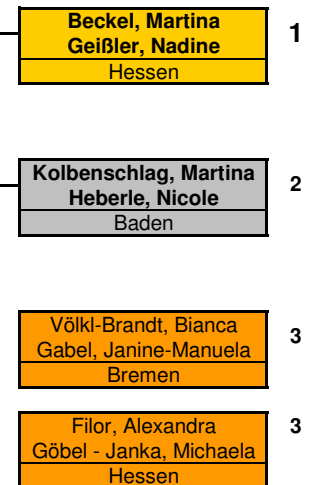 Beckel, Martina
Geißler, Nadine
1
Hessen
Kolbenschlag, Martina
Heberle, Nicole
2
Baden
Völkl-Brandt, Bianca
Gabel, Janine-Manuela
3
Bremen
Filor, Alexandra
3
Göbel - Janka, Michaela
Hessen